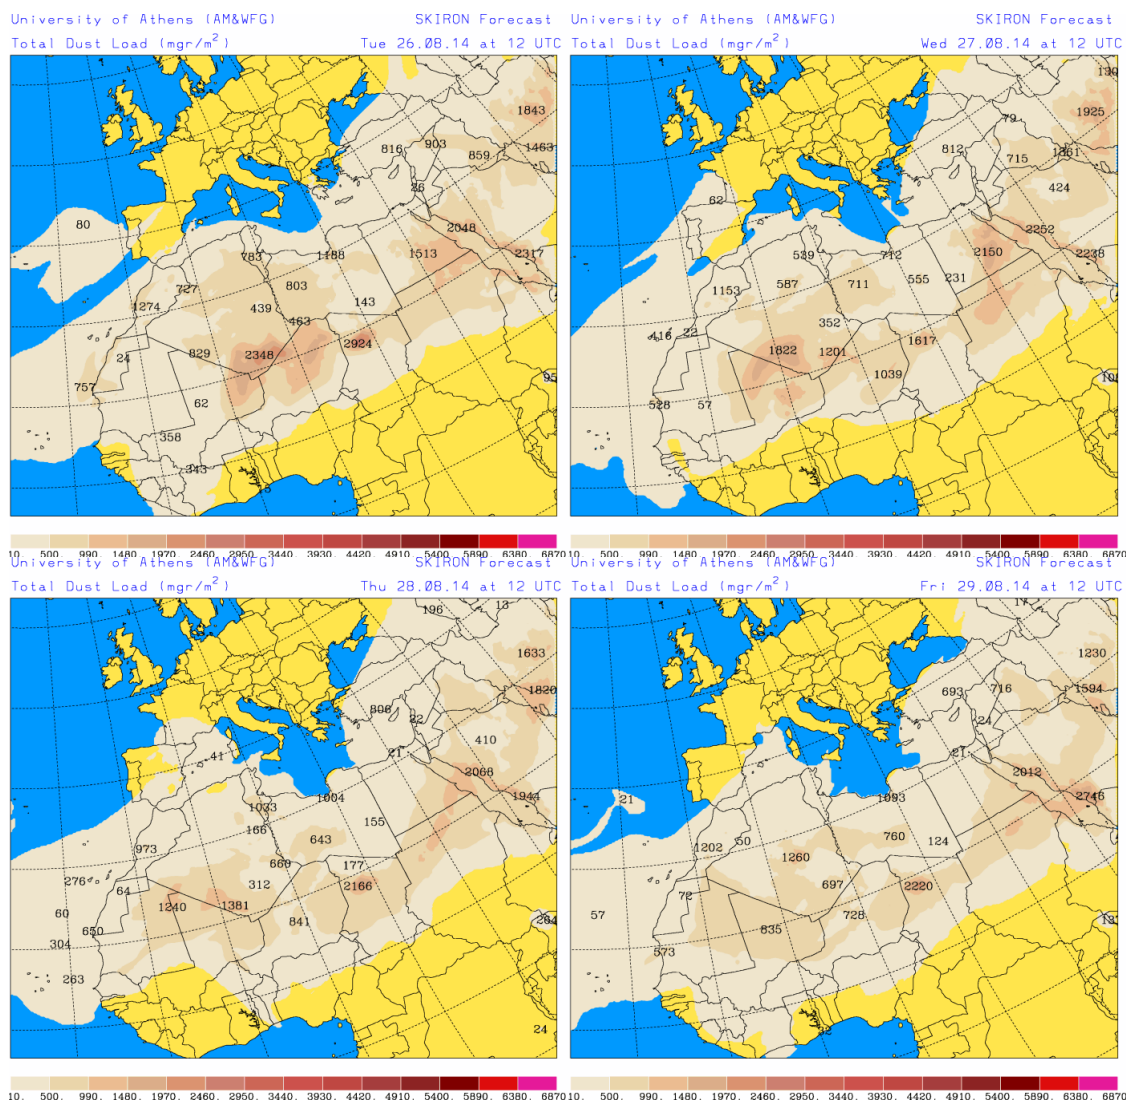 University of Athens (AM&WFG) SKIRON Forecast
Total Dust Load (mgr/m²) Tue 26.08.14 at 12 UTC
1843
816 903 859 1463
26
80
2048
783 1188 1513 2317
727 803
1274 439 143
463
24 829 2348 2924
757 95
62
358
343
10. 500. 990. 1480. 1970. 2460. 2950. 3440. 3930. 4420. 4910. 5400. 5890. 6380. 6870
University of Athens (AM&WFG) SKIRON Forecast
Total Dust Load (mgr/m²) Wed 27.08.14 at 12 UTC
1925
79
812 715 1361
424
62
2252
539 712 2150 2238
1153 587 711 555 231
416 22 352
1822 1201 1617
1039
528 57
10. 500. 990. 1480. 1970. 2460. 2950. 3440. 3930. 4420. 4910. 5400. 5890. 6380. 6870
University of Athens (AM&WFG) SKIRON Forecast
Total Dust Load (mgr/m²) Thu 28.08.14 at 12 UTC
196 13
1633
806 22 1820
410
41 21
2068
1033 1004 1944
166 643 155
973 660 177
276 64 312 2166
60 1240 1381 841
650
304 264
263
24
10. 500. 990. 1480. 1970. 2460. 2950. 3440. 3930. 4420. 4910. 5400. 5890. 6380. 6870
University of Athens (AM&WFG) SKIRON Forecast
Total Dust Load (mgr/m²) Fri 29.08.14 at 12 UTC
1230
693 716 1594
24
21
2012
21 1093 2746
1202 50 760 124
1260
72 697 2220
57 728
835
573
10. 500. 990. 1480. 1970. 2460. 2950. 3440. 3930. 4420. 4910. 5400. 5890. 6380. 6870